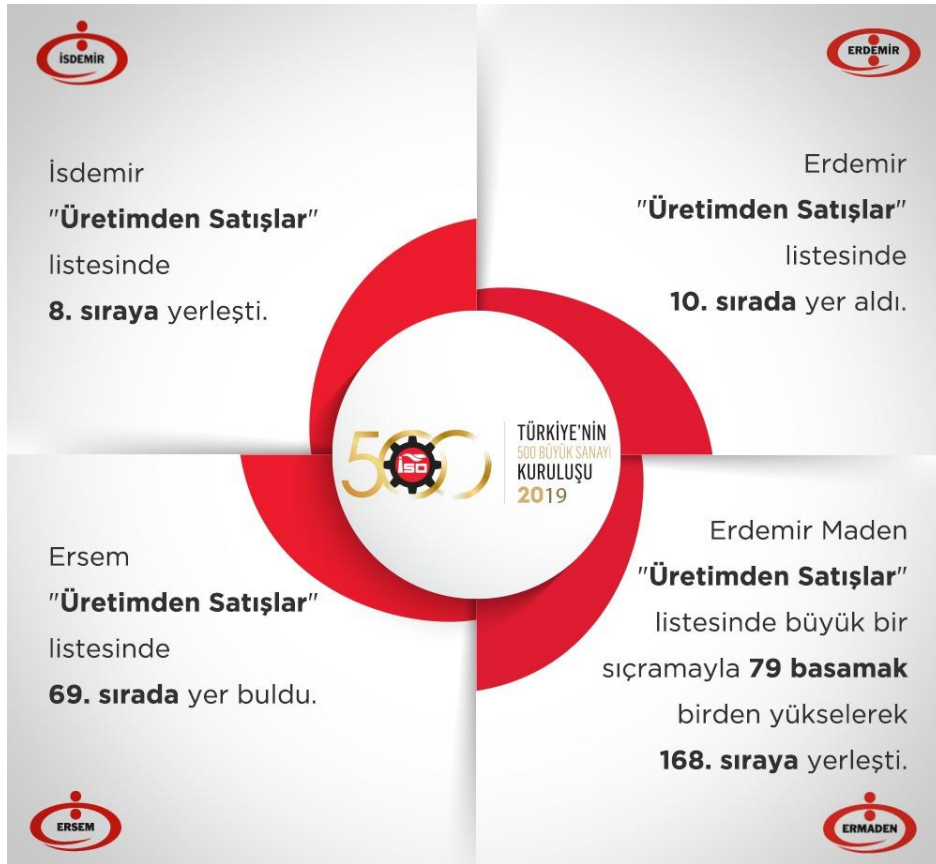 İSDEMİR
İsdemir
"Üretimden Satışlar"
listesinde
8. sıraya yerleşti.
ERDEMİR
Erdemir
"Üretimden Satışlar"
listesinde
10. sırada yer aldı.
500
İSO
TÜRKİYE'NİN
500 BÜYÜK SANAYİ
KURULUŞU
2019
Ersem
"Üretimden Satışlar"
listesinde
69. sırada yer buldu.
ERSEM
Erdemir Maden
"Üretimden Satışlar"
listesinde büyük bir
sıçramayla 79 basamak
birden yükselerek
168. sıraya yerleşti.
ERMADEN